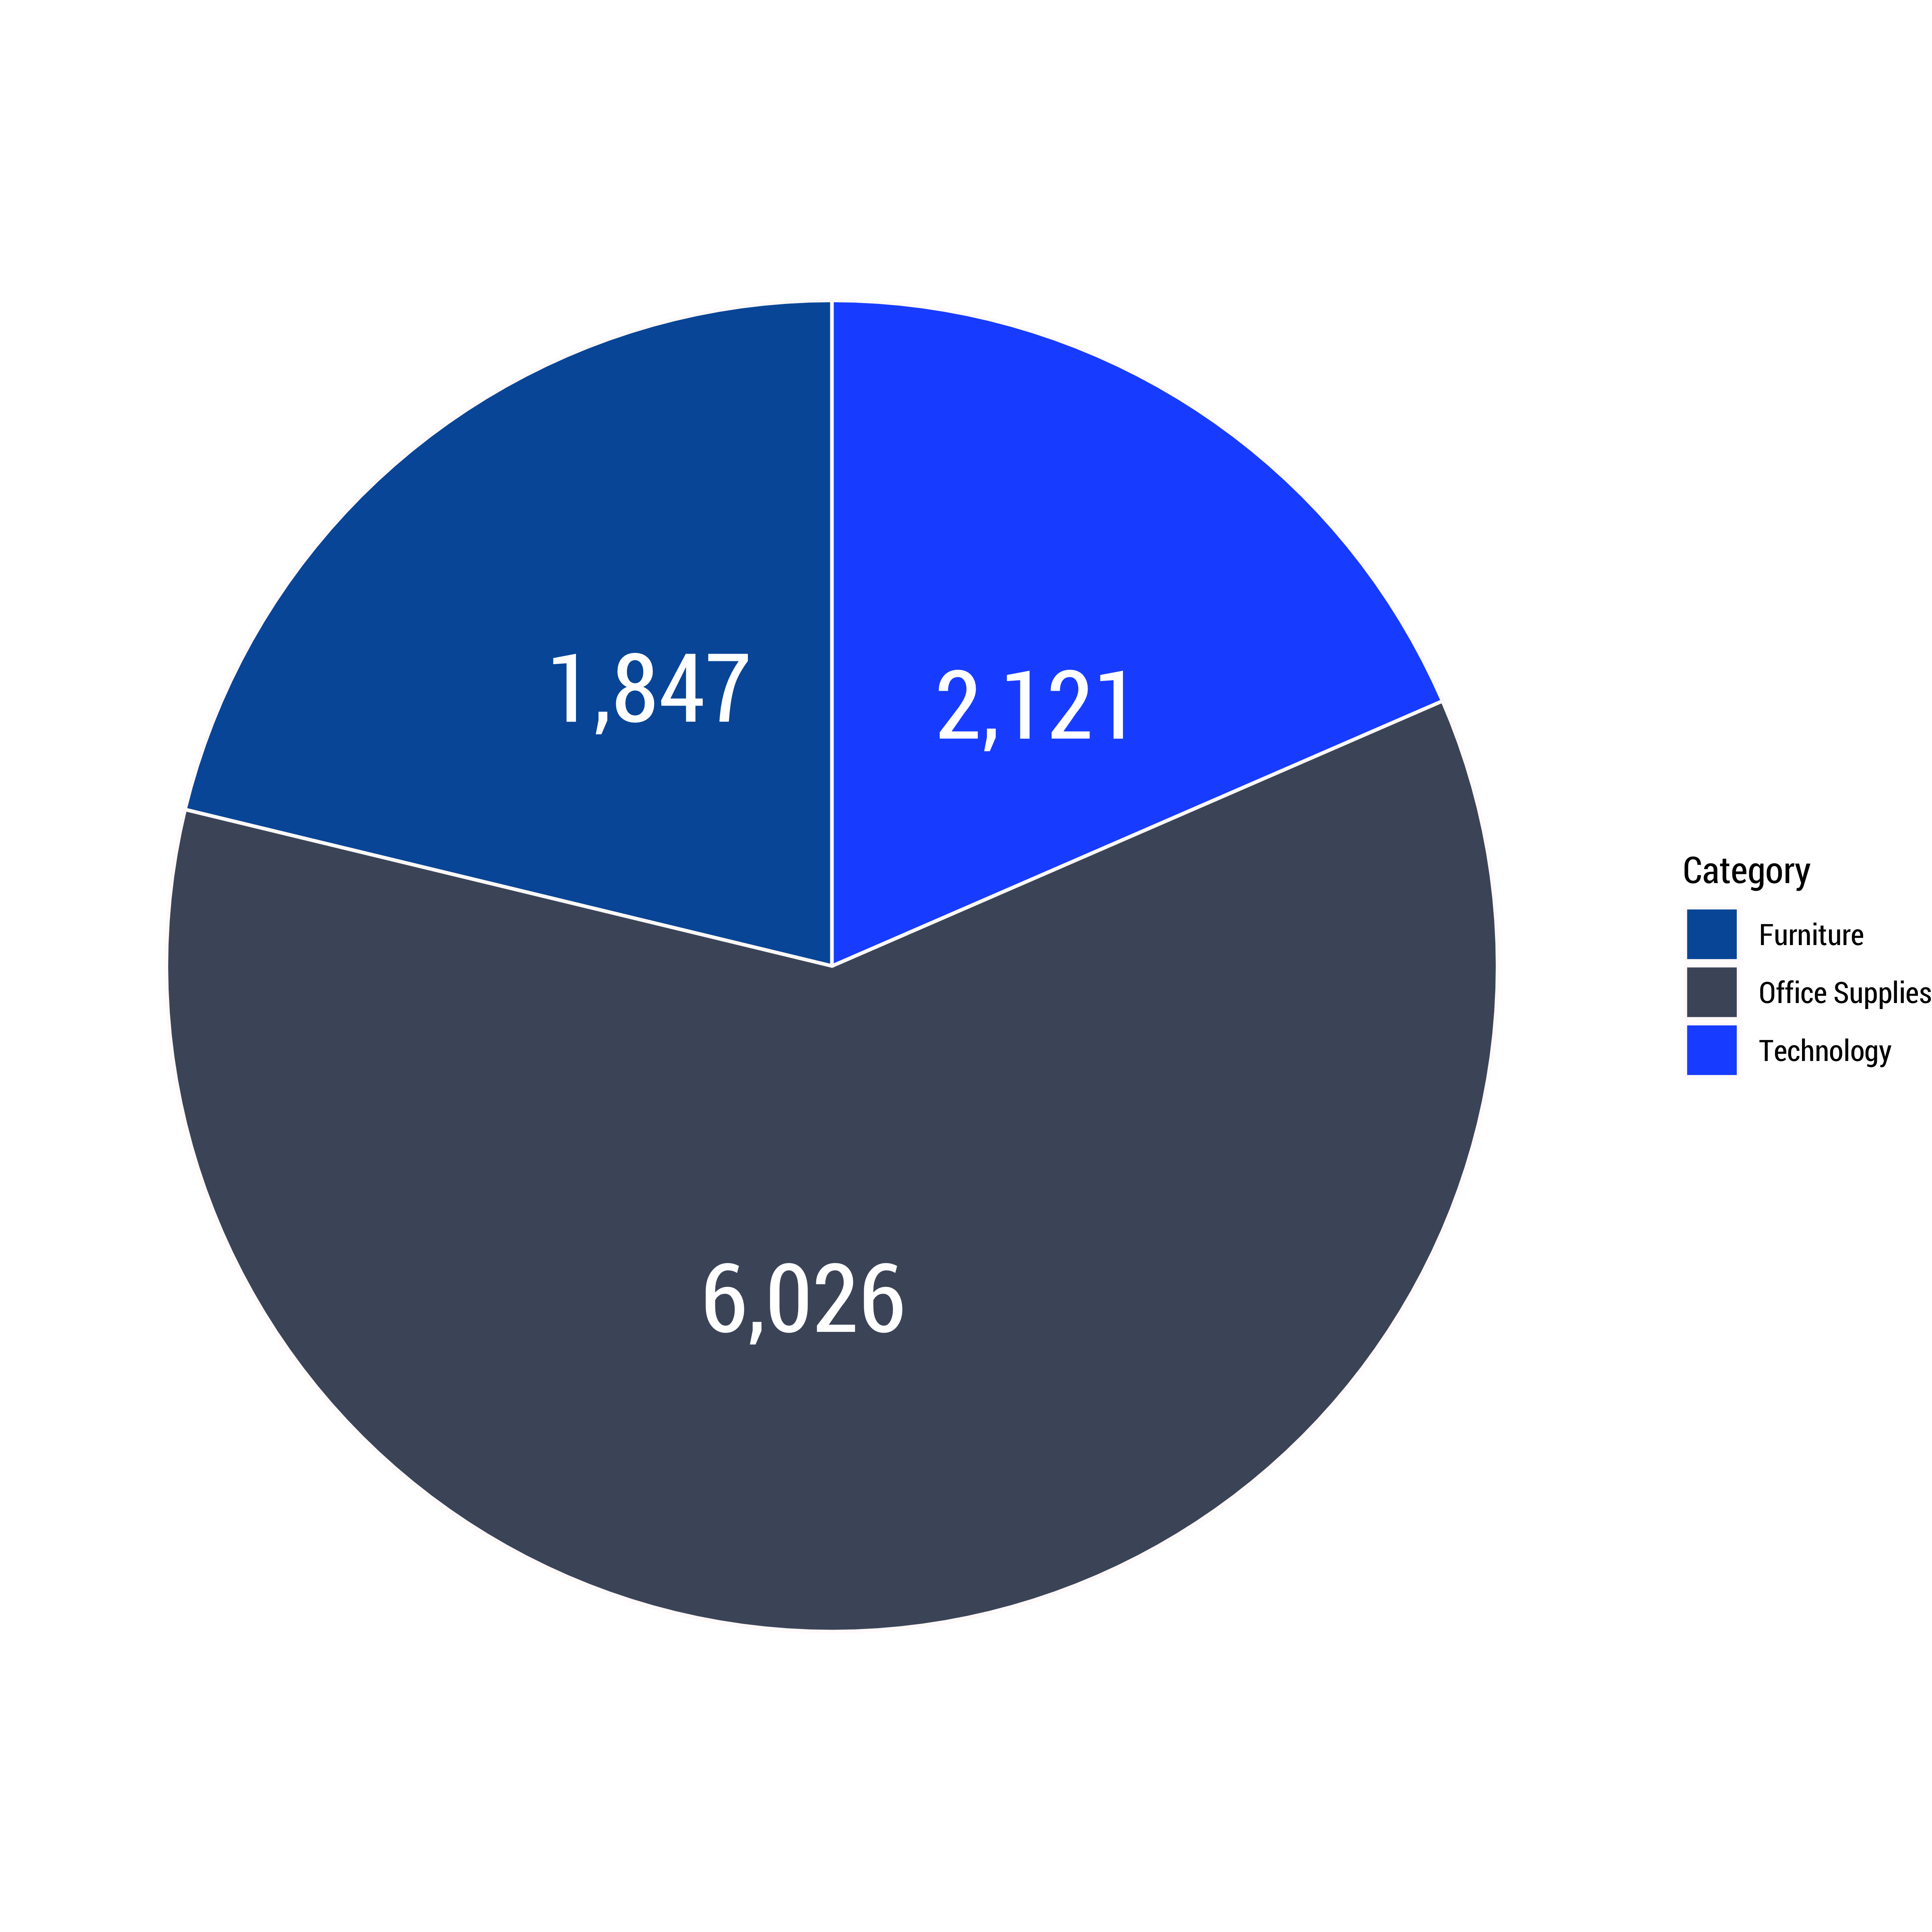 1,847
2,121
6,026
Category
Furniture
Office Supplies
Technology